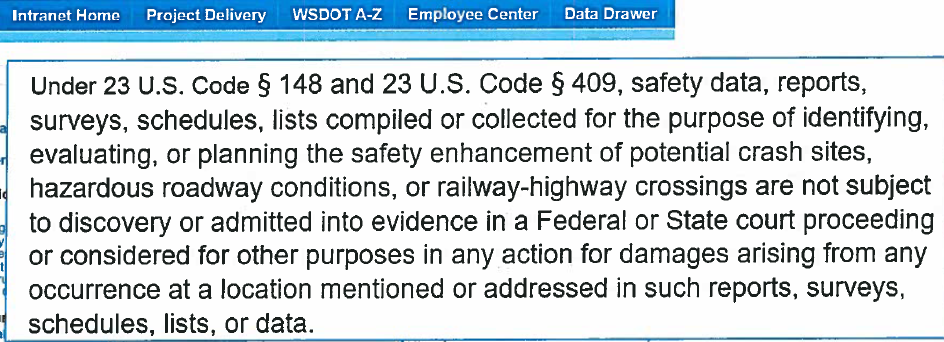 Intranet Home Project Delivery WSDOT A-Z Employee Center Data Drawer
Under 23 U.S. Code § 148 and 23 U.S. Code § 409, safety data, reports,
surveys, schedules, lists compiled or collected for the purpose of identifying,
evaluating, or planning the safety enhancement of potential crash sites,
hazardous roadway conditions, or railway-highway crossings are not subject
to discovery or admitted into evidence in a Federal or State court proceeding
or considered for other purposes in any action for damages arising from any
occurrence at a location mentioned or addressed in such reports, surveys,
schedules, lists, or data.